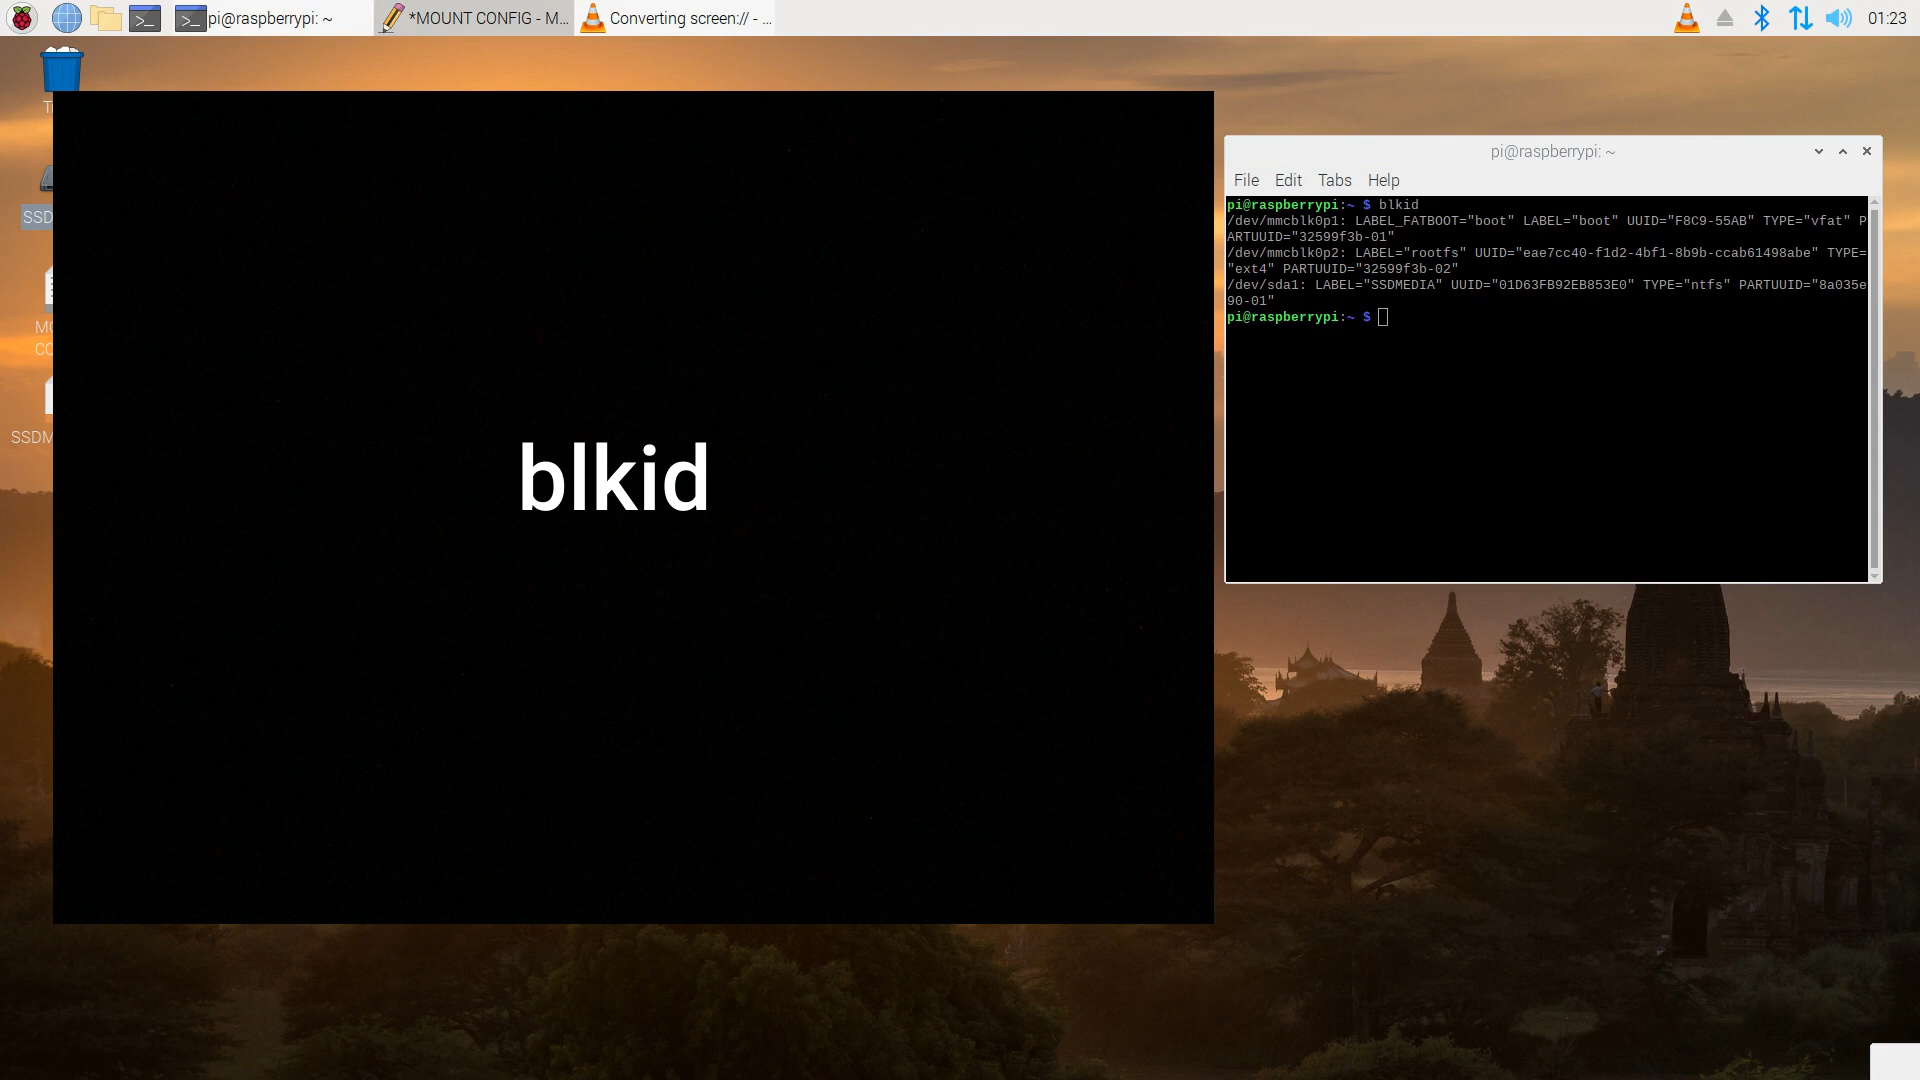 pi@raspberrypi: ~
*MOUNT CONFIG - M...
Converting screen:// - ...
01:23
SSD
SSDM
blkid
pi@raspberrypi: ~
File Edit Tabs Help
pi@raspberrypi:~ $ blkid
/dev/mmcblk0p1: LABEL_FATBOOT="boot" LABEL="boot" UUID="F8C9-55AB" TYPE="vfat" P
ARTUUID="32599f3b-01"
/dev/mmcblk0p2: LABEL="rootfs" UUID="eae7cc40-f1d2-4bf1-8b9b-ccab61498abe" TYPE=
"ext4" PARTUUID="32599f3b-02"
/dev/sda1: LABEL="SSDMEDIA" UUID="01D63FB92EB853E0" TYPE="ntfs" PARTUUID="8a035e
90-01"
pi@raspberrypi:~ $